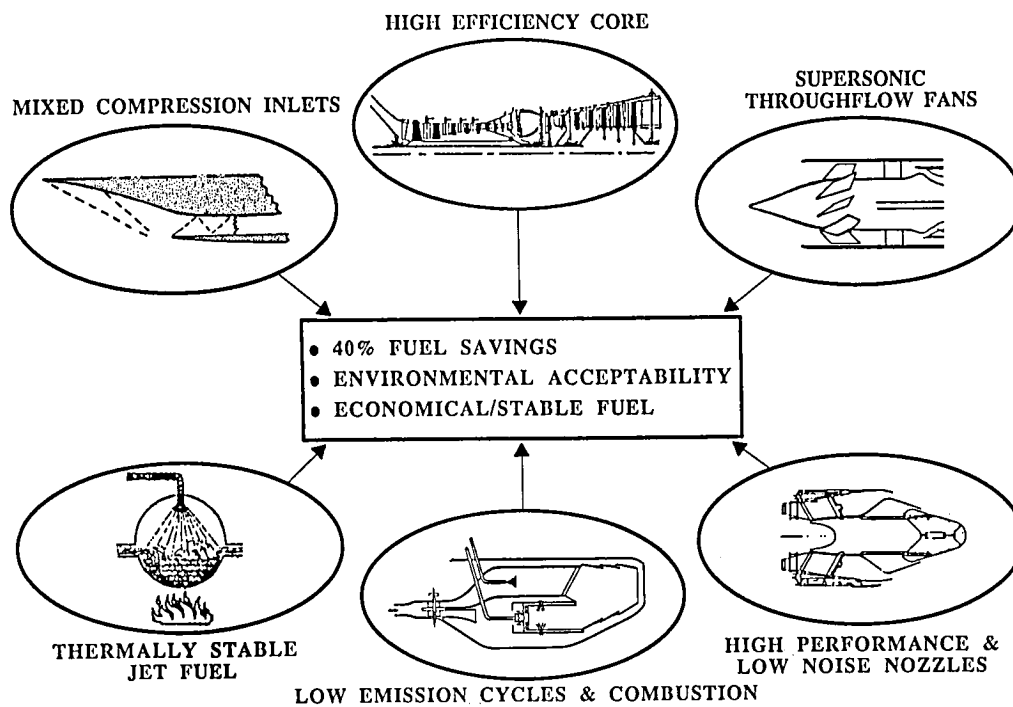 HIGH EFFICIENCY CORE
MIXED COMPRESSION INLETS
SUPERSONIC
THROUGHFLOW FANS
• 40% FUEL SAVINGS
• ENVIRONMENTAL ACCEPTABILITY
• ECONOMICAL/STABLE FUEL
THERMALLY STABLE
JET FUEL
LOW EMISSION CYCLES & COMBUSTION
HIGH PERFORMANCE &
LOW NOISE NOZZLES